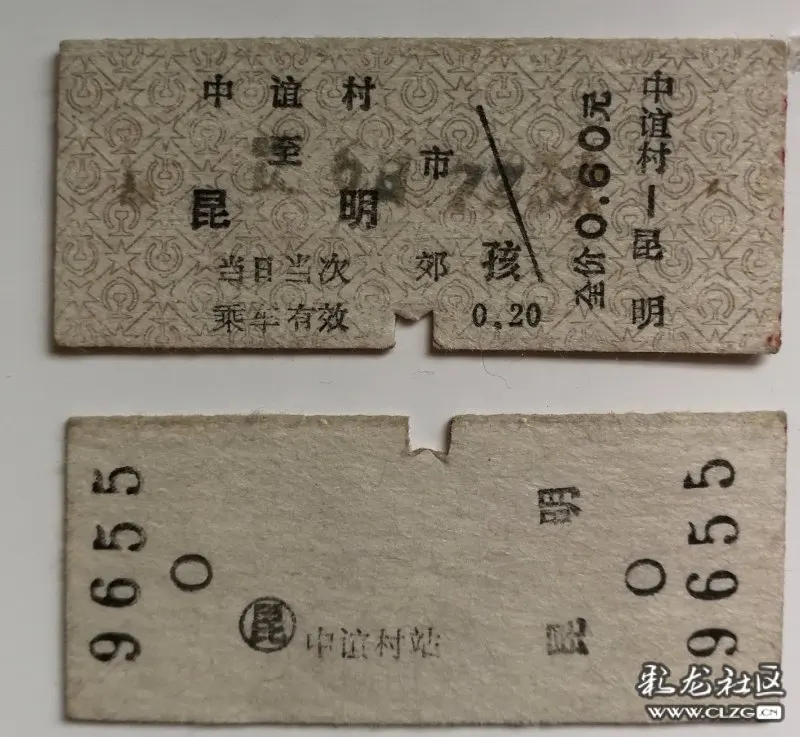 中谊村
至
昆明
当日当次
乘车有效
市
郊
孩
0.20
全价0.60元
中谊村—昆明
9655
0
昆
中谊村站
昆明
0
9655
彩龙社区
WWW.CLZG.CN